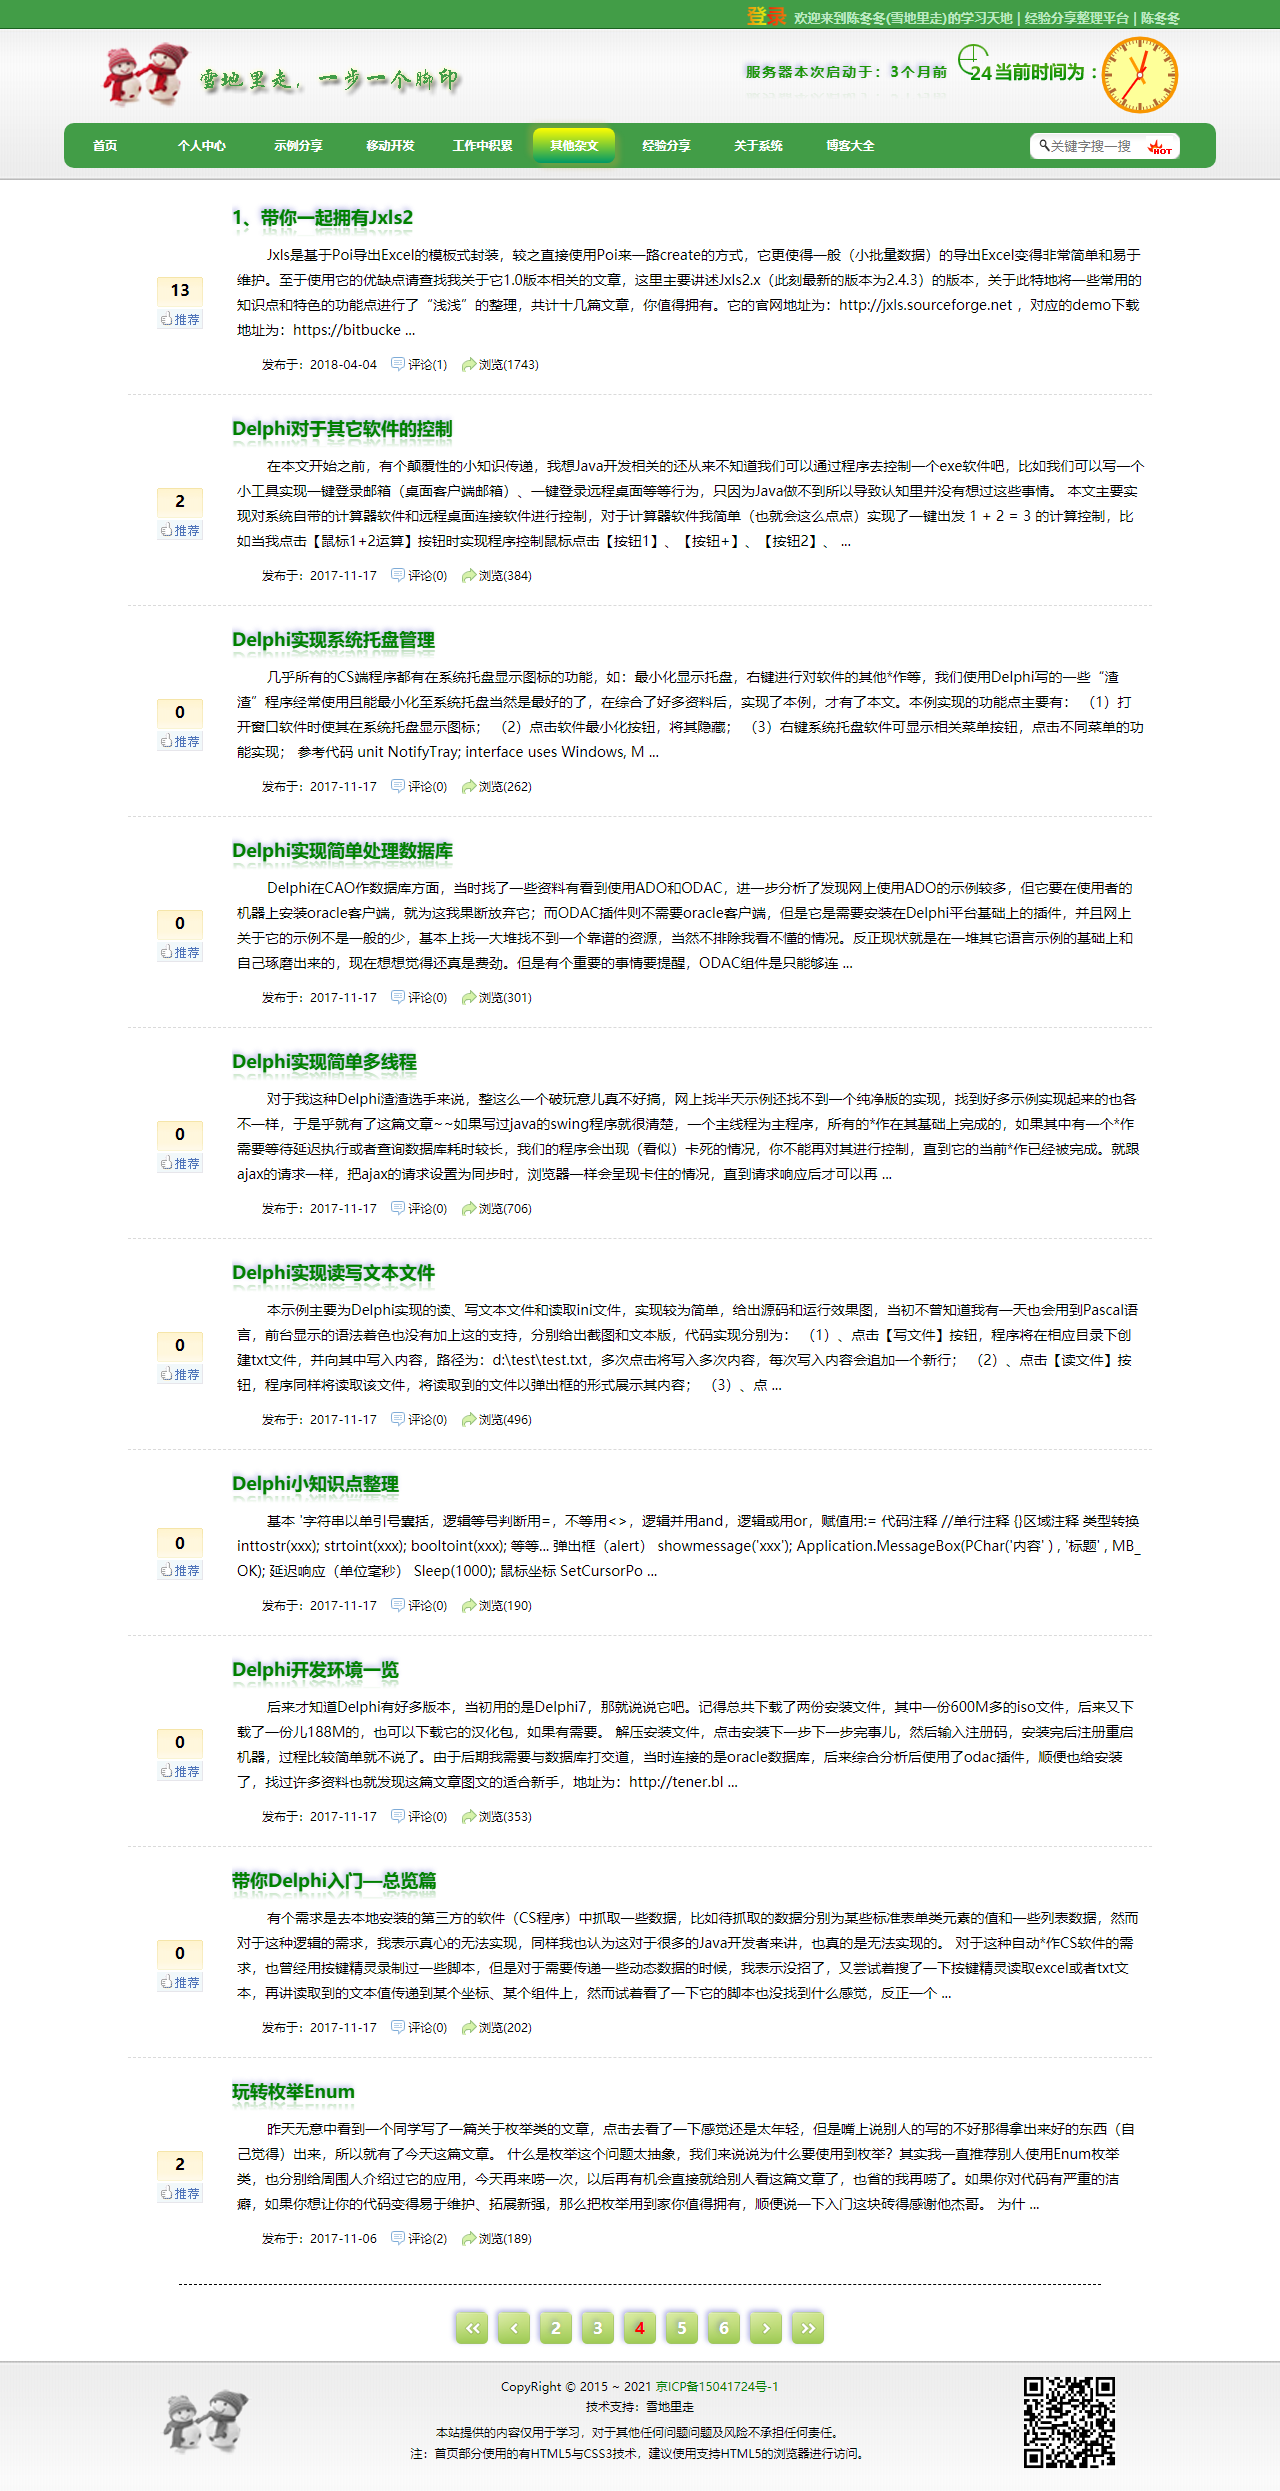 登录 欢迎来到陈冬冬(雪地里走)的学习天地 | 经验分享整理平台 | 陈冬冬
雪地里走，一步一个脚印
服务器本次启动于：3个月前 24 当前时间为：
首页 个人中心 示例分享 移动开发 工作中积累 其他杂文 经验分享 关于系统 博客大全 关键字搜一搜 HOT
1、带你一起拥有Jxls2
Jxls是基于Poi导出Excel的模板式封装，较之直接使用Poi来一路create的方式，它更使得一般（小批量数据）的导出Excel变得非常简单和易于
维护。至于使用它的优缺点请查找我关于它1.0版本相关的文章，这里主要讲述Jxls2.x（此刻最新的版本为2.4.3）的版本，关于此特地将一些常用的
知识点和特色的功能点进行了“浅浅”的整理，共计十几篇文章，你值得拥有。它的官网地址为：http://jxls.sourceforge.net ，对应的demo下载
地址为：https://bitbucke ...
13
推荐
发布于：2018-04-04 评论(1) 浏览(1743)
Delphi对于其它软件的控制
在本文开始之前，有个颠覆性的小知识传递，我想Java开发相关的还从来不知道我们可以通过程序去控制一个exe软件吧，比如我们可以写一个
小工具实现一键登录邮箱（桌面客户端邮箱）、一键登录远程桌面等等行为，只因为Java做不到所以导致认知里并没有想过这些事情。 本文主要实
现对系统自带的计算器软件和远程桌面连接软件进行控制，对于计算器软件我简单（也就会这么点点）实现了一键出发 1 + 2 = 3 的计算控制，比
如当我点击【鼠标1+2运算】按钮时实现程序控制鼠标点击【按钮1】、【按钮+】、【按钮2】、 ...
2
推荐
发布于：2017-11-17 评论(0) 浏览(384)
Delphi实现系统托盘管理
几乎所有的CS端程序都有在系统托盘显示图标的功能，如：最小化显示托盘，右键进行对软件的其他*作等，我们使用Delphi写的一些“渣
渣”程序经常使用且能最小化至系统托盘当然是最好的了，在综合了好多资料后，实现了本例，才有了本文。本例实现的功能点主要有： （1）打
开窗口软件时使其在系统托盘显示图标； （2）点击软件最小化按钮，将其隐藏； （3）右键系统托盘软件可显示相关菜单按钮，点击不同菜单的功
能实现； 参考代码 unit NotifyTray; interface uses Windows, M ...
0
推荐
发布于：2017-11-17 评论(0) 浏览(262)
Delphi实现简单处理数据库
Delphi在CAO作数据库方面，当时找了一些资料有看到使用ADO和ODAC，进一步分析了发现网上使用ADO的示例较多，但它要在使用者的
机器上安装oracle客户端，就为这我果断放弃它；而ODAC插件则不需要oracle客户端，但是它是需要安装在Delphi平台基础上的插件，并且网上
关于它的示例不是一般的少，基本上找一大堆找不到一个靠谱的资源，当然不排除我看不懂的情况。反正现状就是在一堆其它语言示例的基础上和
自己琢磨出来的，现在想想觉得还真是费劲。但是有个重要的事情要提醒，ODAC组件是只能够连 ...
0
推荐
发布于：2017-11-17 评论(0) 浏览(301)
Delphi实现简单多线程
对于我这种Delphi渣渣选手来说，整这么一个破玩意儿真不好搞，网上找半天示例还找不到一个纯净版的实现，找到好多示例实现起来的也各
不一样，于是乎就有了这篇文章~~如果写过java的swing程序就很清楚，一个主线程为主程序，所有的*作在其基础上完成的，如果其中有一个*作
需要等待延迟执行或者查询数据库耗时较长，我们的程序会出现（看似）卡死的情况，你不能再对其进行控制，直到它的当前*作已经被完成。就跟
ajax的请求一样，把ajax的请求设置为同步时，浏览器一样会呈现卡住的情况，直到请求响应后才可以再 ...
0
推荐
发布于：2017-11-17 评论(0) 浏览(706)
Delphi实现读写文本文件
本示例主要为Delphi实现的读、写文本文件和读取ini文件，实现较为简单，给出源码和运行效果图，当初不曾知道我有一天也会用到Pascal语
言，前台显示的语法着色也没有加上这的支持，分别给出截图和文本版，代码实现分别为： （1）、点击【写文件】按钮，程序将在相应目录下创
建txt文件，并向其中写入内容，路径为：d:\test\test.txt，多次点击将写入多次内容，每次写入内容会追加一个新行； （2）、点击【读文件】按
钮，程序同样将读取该文件，将读取到的文件以弹出框的形式展示其内容； （3）、点 ...
0
推荐
发布于：2017-11-17 评论(0) 浏览(496)
Delphi小知识点整理
基本 '字符串以单引号囊括，逻辑等号判断用=，不等用<>，逻辑并用and，逻辑或用or，赋值用:= 代码注释 //单行注释 {}区域注释 类型转换
inttostr(xxx); strtoint(xxx); booltoint(xxx); 等等... 弹出框（alert） showmessage('xxx'); Application.MessageBox(PChar('内容' ) , '标题' , MB_
OK); 延迟响应（单位毫秒） Sleep(1000); 鼠标坐标 SetCursorPo ...
0
推荐
发布于：2017-11-17 评论(0) 浏览(190)
Delphi开发环境一览
后来才知道Delphi有好多版本，当初用的是Delphi7，那就说说它吧。记得总共下载了两份安装文件，其中一份600M多的iso文件，后来又下
载了一份儿188M的，也可以下载它的汉化包，如果有需要。 解压安装文件，点击安装下一步下一步完事儿，然后输入注册码，安装完后注册重启
机器，过程比较简单就不说了。由于后期我需要与数据库打交道，当时连接的是oracle数据库，后来综合分析后使用了odac插件，顺便也给安装
了，找过许多资料也就发现这篇文章图文的适合新手，地址为：http://tener.bl ...
0
推荐
发布于：2017-11-17 评论(0) 浏览(353)
带你Delphi入门—总览篇
有个需求是去本地安装的第三方的软件（CS程序）中抓取一些数据，比如待抓取的数据分别为某些标准表单类元素的值和一些列表数据，然而
对于这种逻辑的需求，我表示真心的无法实现，同样我也认为这对于很多的Java开发者来讲，也真的是无法实现的。 对于这种自动*作CS软件的需
求，也曾经用按键精灵录制过一些脚本，但是对于需要传递一些动态数据的时候，我表示没招了，又尝试着搜了一下按键精灵读取excel或者txt文
本，再讲读取到的文本值传递到某个坐标、某个组件上，然而试着看了一下它的脚本也没找到什么感觉，反正一个 ...
0
推荐
发布于：2017-11-17 评论(0) 浏览(202)
玩转枚举Enum
昨天无意中看到一个同学写了一篇关于枚举类的文章，点击去看了一下感觉还是太年轻，但是嘴上说别人的写的不好那得拿出来好的东西（自
己觉得）出来，所以就有了今天这篇文章。 什么是枚举这个问题太抽象，我们来说说为什么要使用到枚举？其实我一直推荐别人使用Enum枚举
类，也分别给周围人介绍过它的应用，今天再来唠一次，以后再有机会直接就给别人看这篇文章了，也省的我再唠了。如果你对代码有严重的洁
癖，如果你想让你的代码变得易于维护、拓展新强，那么把枚举用到家你值得拥有，顺便说一下入门这块砖得感谢他杰哥。 为什 ...
2
推荐
发布于：2017-11-06 评论(2) 浏览(189)
<< < 2 3 4 5 6 > >>
CopyRight © 2015 ~ 2021 京ICP备15041724号-1
技术支持：雪地里走
本站提供的内容仅用于学习，对于其他任何问题问题及风险不承担任何责任。
注：首页部分使用的有HTML5与CSS3技术，建议使用支持HTML5的浏览器进行访问。